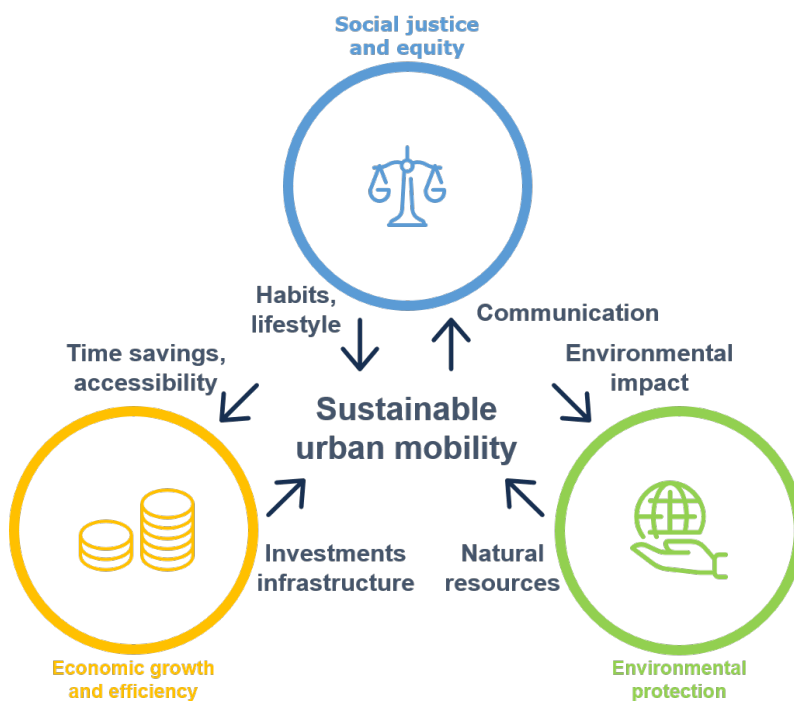 Social justice
and equity
Habits,
lifestyle
Communication
Time savings,
accessibility
Environmental
impact
Sustainable
urban mobility
Investments
infrastructure
Natural
resources
Economic growth
and efficiency
Environmental
protection